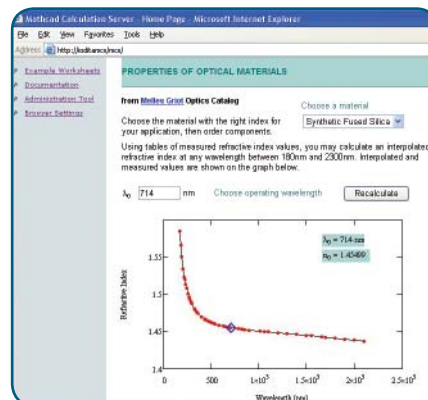 Mathcad Calculation Server - Home Page - Microsoft Internet Explorer
File Edit View Favorites Tools Help
Address http://kodiak/mcs/mcs/
Example Worksheets
Documentation
Administration Tool
Browser Settings
PROPERTIES OF OPTICAL MATERIALS
from Melles Griot Optics Catalog
Choose a material
Choose the material with the right index for
your application, then order components.
Synthetic Fused Silica
Using tables of measured refractive index values, you may calculate an interpolated
refractive index at any wavelength between 180nm and 2300nm. Interpolated and
measured values are shown on the graph below.
λ₀ 714 nm Choose operating wavelength Recalculate
λ₀ = 714·nm
n₀ = 1.45499
Refractive Index
1.55
1.5
1.45
1.4
0 500 1×10³ 1.5×10³ 2×10³ 2.5×10³
Wavelength (nm)